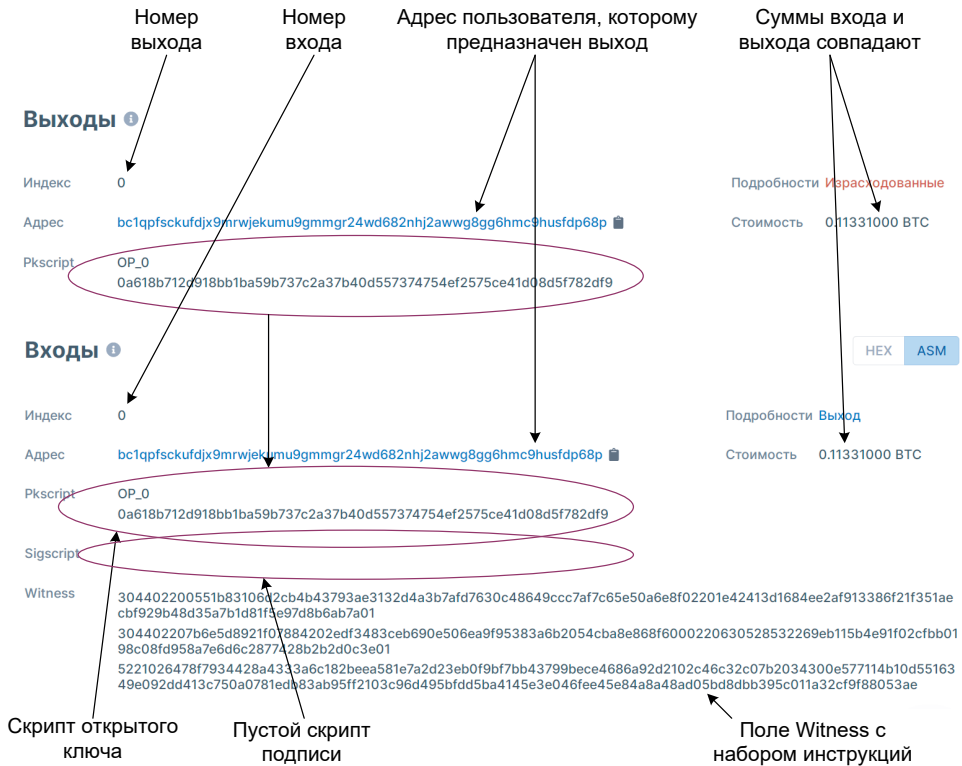 Номер выхода
Номер входа
Адрес пользователя, которому предназначен выход
Суммы входа и выхода совпадают
Выходы
Индекс 0 Подробности Израсходованные
Адрес bc1qpfsckufdjx9mrwjekumu9gmmgr24wd682nhj2awwg8gg6hmc9husfdp68p Стоимость 0.11331000 BTC
Pkscript OP_0
0a618b712d918bb1ba59b737c2a37b40d557374754ef2575ce41d08d5f782df9
Входы HEX ASM
Индекс 0 Подробности Выход
Адрес bc1qpfsckufdjx9mrwjekumu9gmmgr24wd682nhj2awwg8gg6hmc9husfdp68p Стоимость 0.11331000 BTC
Pkscript OP_0
0a618b712d918bb1ba59b737c2a37b40d557374754ef2575ce41d08d5f782df9
Sigscript
Witness
304402200551b83106d2cb4b43793ae3132d4a3b7afd7630c48649ccc7af7c65e50a6e8f02201e42413d1684ee2af913386f21f351ae
cbf929b48d35a7b1d81f5e97d8b6ab7a01
304402207b6e5d8921f07884202edf3483ceb690e506ea9f95383a6b2054cba8e868f6000220630528532269eb115b4e91f02cfbb01
98c08fd958a7e6d6c2877428b2b2d0c3e01
5221026478f7934428a4333a6c182beea581e7a2d23eb0f9bf7bb43799bece4686a92d2102c46c32c07b2034300e577114b10d55163
49e092dd413c750a0781edb83ab95ff2103c96d495bfdd5ba4145e3e046fee45e84a8a48ad05bd8dbb395c011a32cf9f88053ae
Скрипт открытого ключа
Пустой скрипт подписи
Поле Witness с набором инструкций